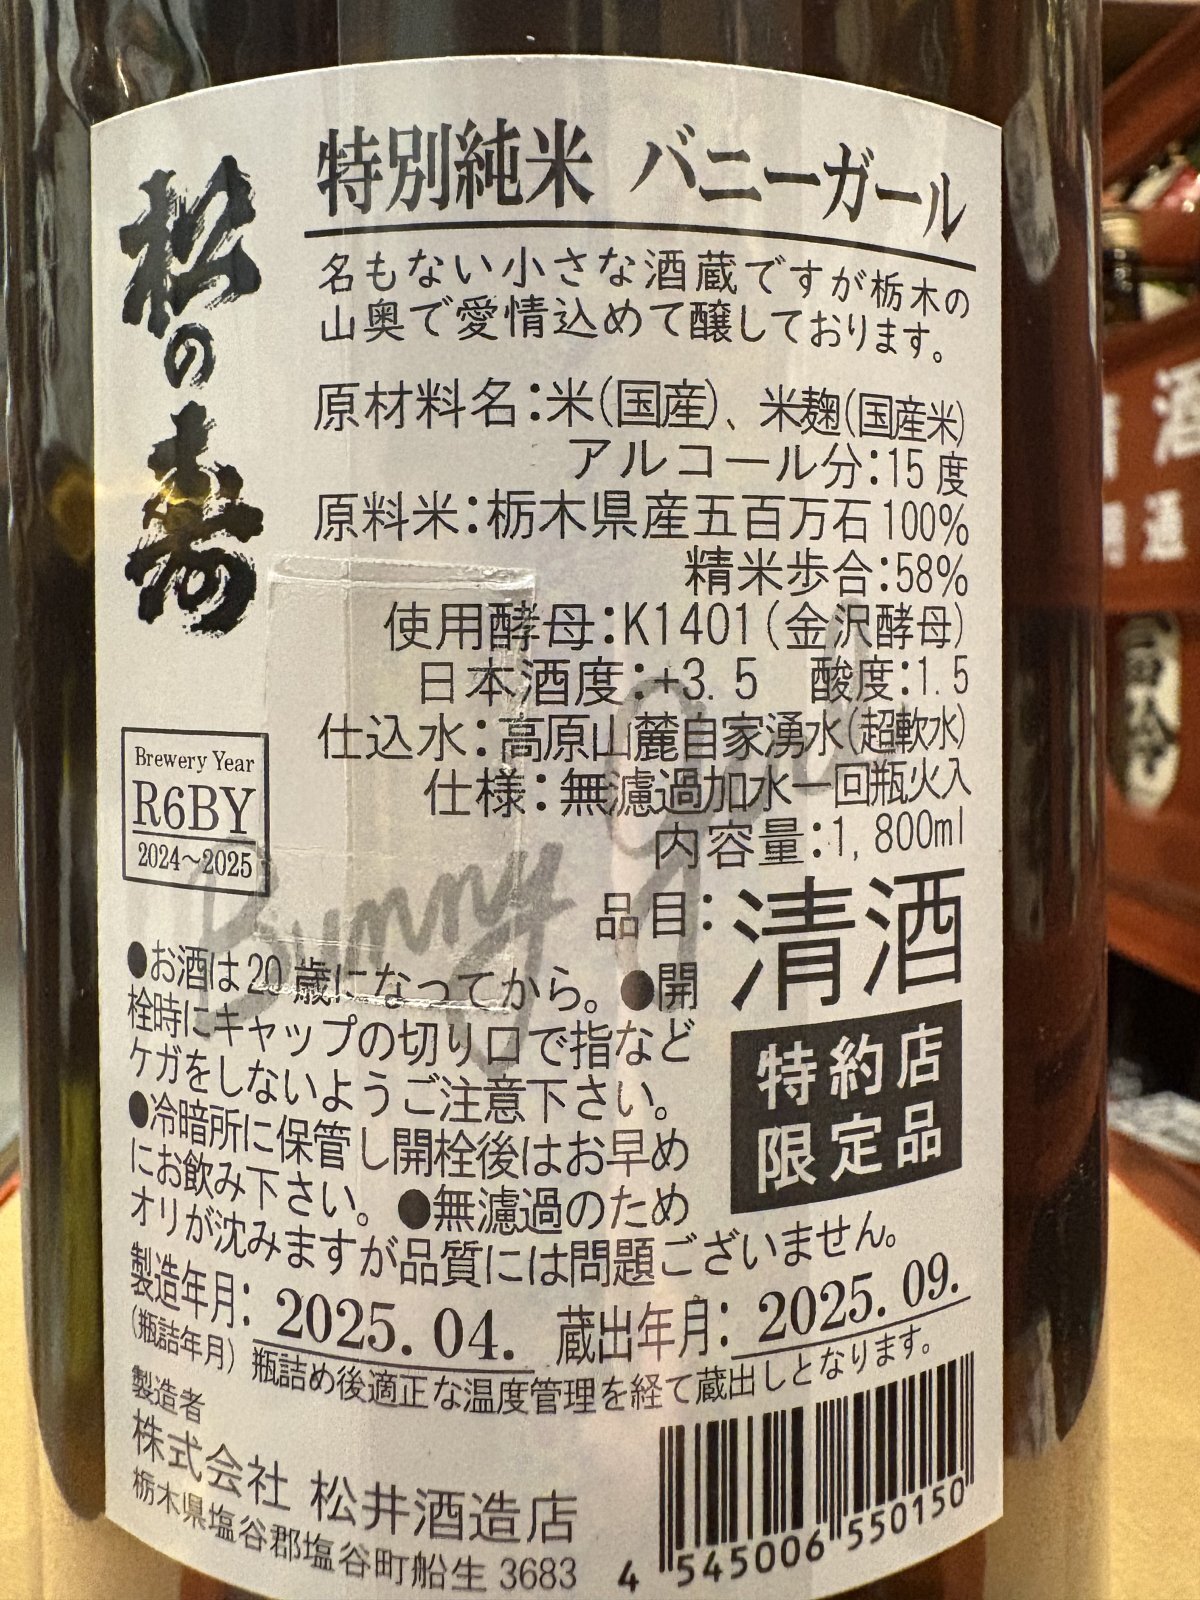 松の寿
特別純米 バニーガール
名もない小さな酒蔵ですが栃木の
山奥で愛情込めて醸しております。
原材料名:米(国産)、米麹(国産米)
アルコール分:15度
原料米:栃木県産五百万石100%
精米歩合:58%
使用酵母:K1401(金沢酵母)
日本酒度:+3.5 酸度:1.5
仕込水:高原山麓自家湧水(超軟水)
仕様:無濾過加水一回瓶火入
内容量:1,800ml
品目:清酒
Brewery Year
R6BY
2024~2025
Bunny Girl
●お酒は20歳になってから。●開
栓時にキャップの切り口で指など
ケガをしないようご注意下さい。
●冷暗所に保管し開栓後はお早め
にお飲み下さい。●無濾過のため
オリが沈みますが品質には問題ございません。
特約店
限定品
製造年月:2025.04. 蔵出年月:2025.09.
(瓶詰年月)
瓶詰め後適正な温度管理を経て蔵出しとなります。
製造者
株式会社 松井酒造店
栃木県塩谷郡塩谷町船生3683
4 545006 550150
酒
通